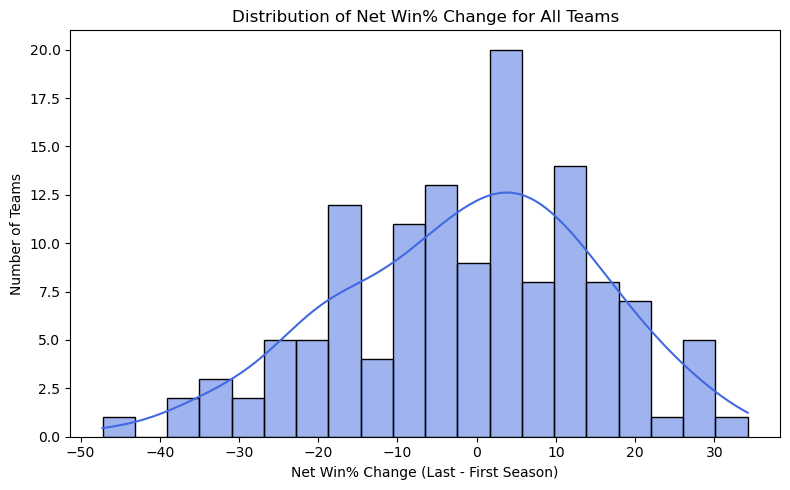 Distribution of Net Win% Change for All Teams
20.0
17.5
15.0
12.5
10.0
7.5
5.0
2.5
0.0
Number of Teams
−50 −40 −30 −20 −10 0 10 20 30
Net Win% Change (Last - First Season)